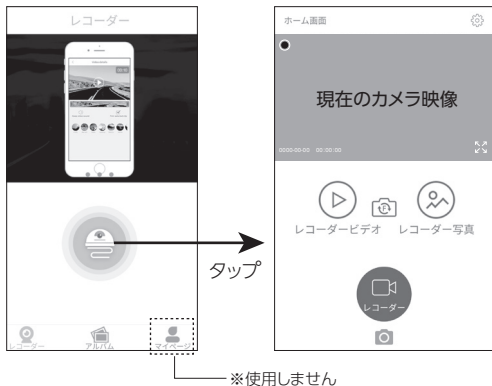 レコーダー
レコーダー
アルバム
マイページ
タップ
※使用しません
ホーム画面
現在のカメラ映像
0000-00-00 00:00:00
レコーダービデオ
レコーダー写真
レコーダー